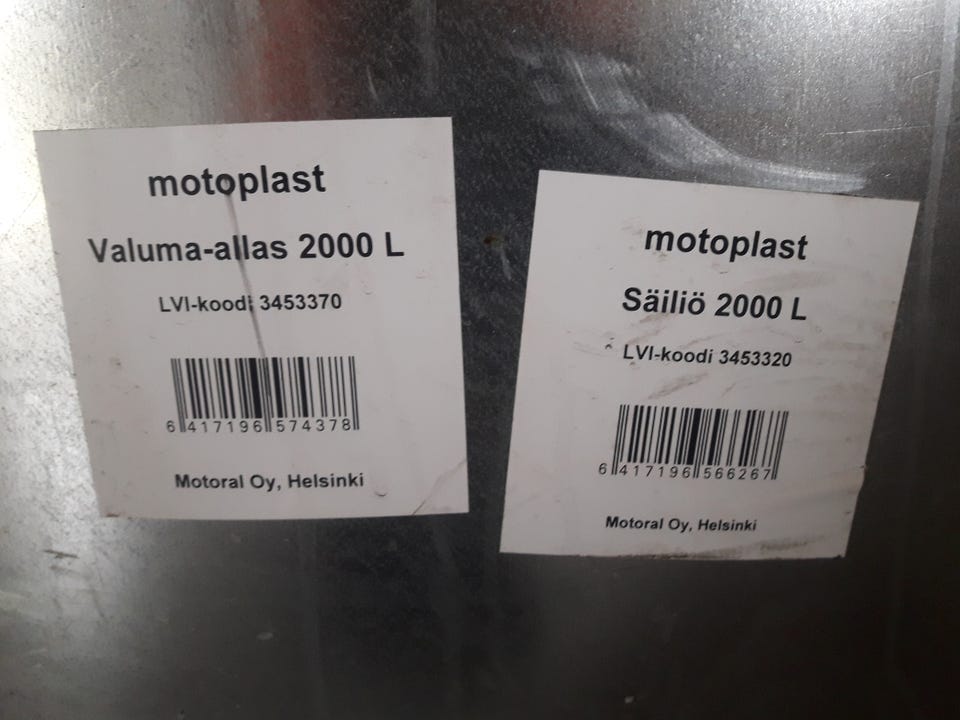 motoplast
Valuma-allas 2000 L
LVI-koodi 3453370
6 417196 574378
Motoral Oy, Helsinki
motoplast
Säiliö 2000 L
LVI-koodi 3453320
6 417196 566267
Motoral Oy, Helsinki